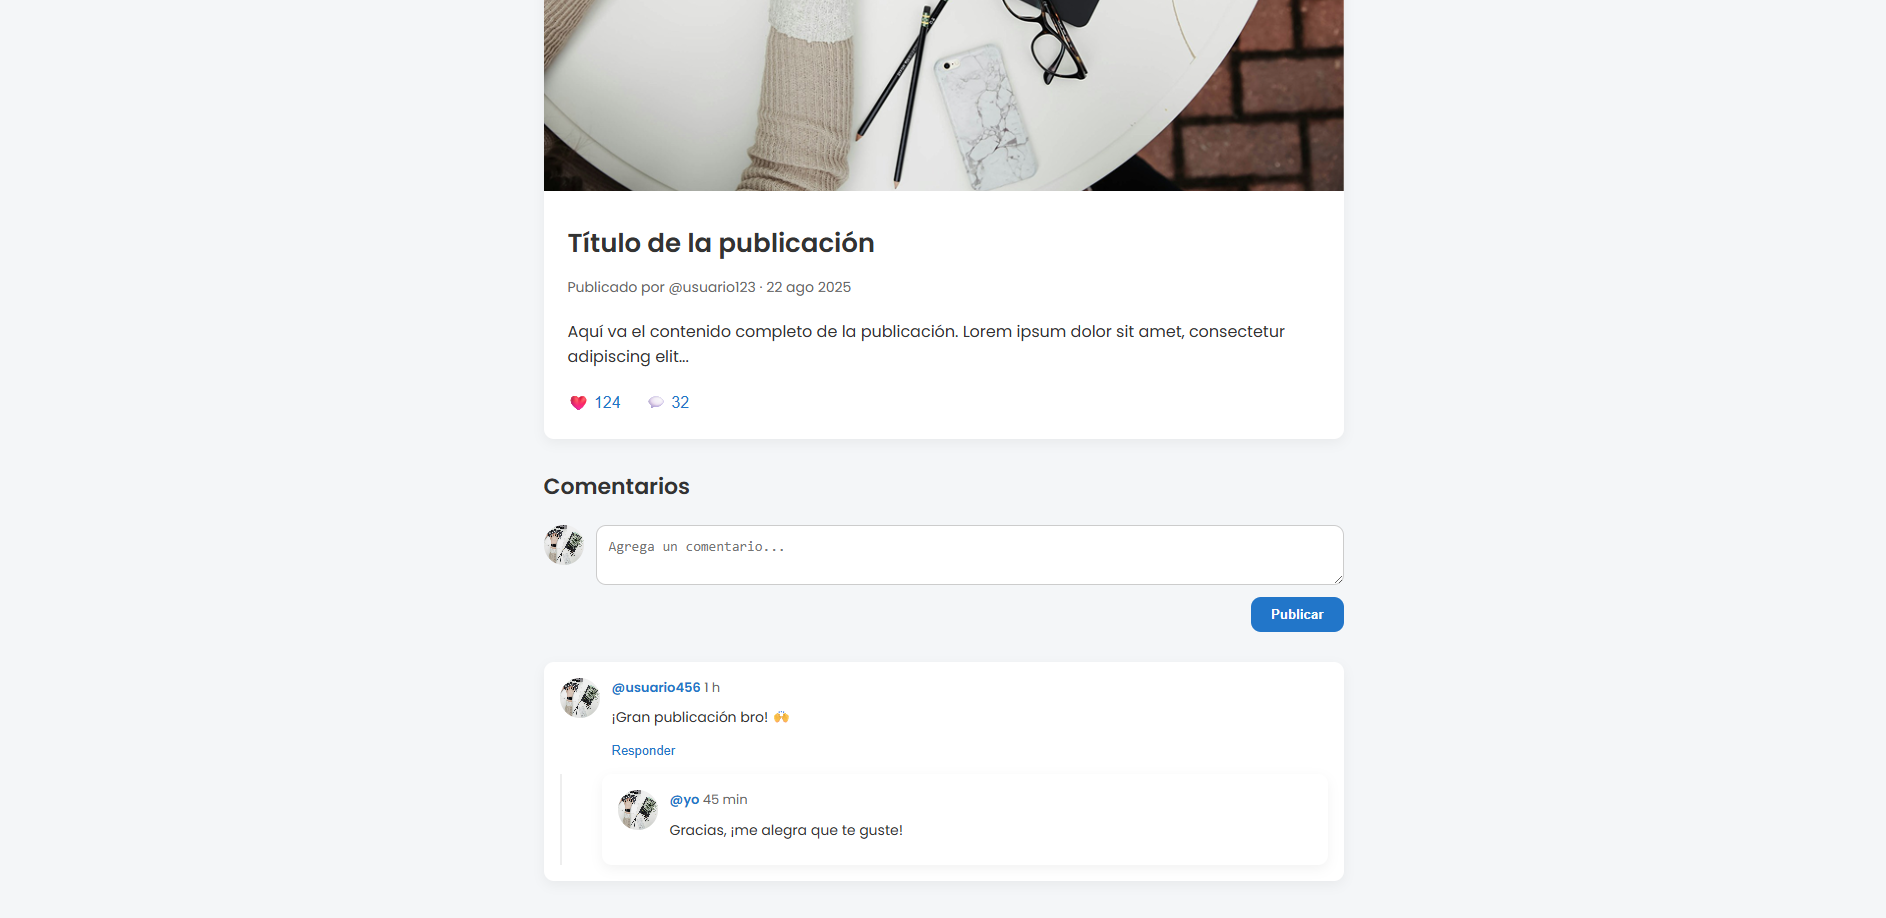 Título de la publicación
Publicado por @usuario123 · 22 ago 2025
Aquí va el contenido completo de la publicación. Lorem ipsum dolor sit amet, consectetur
adipiscing elit...
❤️ 124 💬 32
Comentarios
Agrega un comentario...
Publicar
@usuario456 1 h
¡Gran publicación bro! 🙌
Responder
@yo 45 min
Gracias, ¡me alegra que te guste!